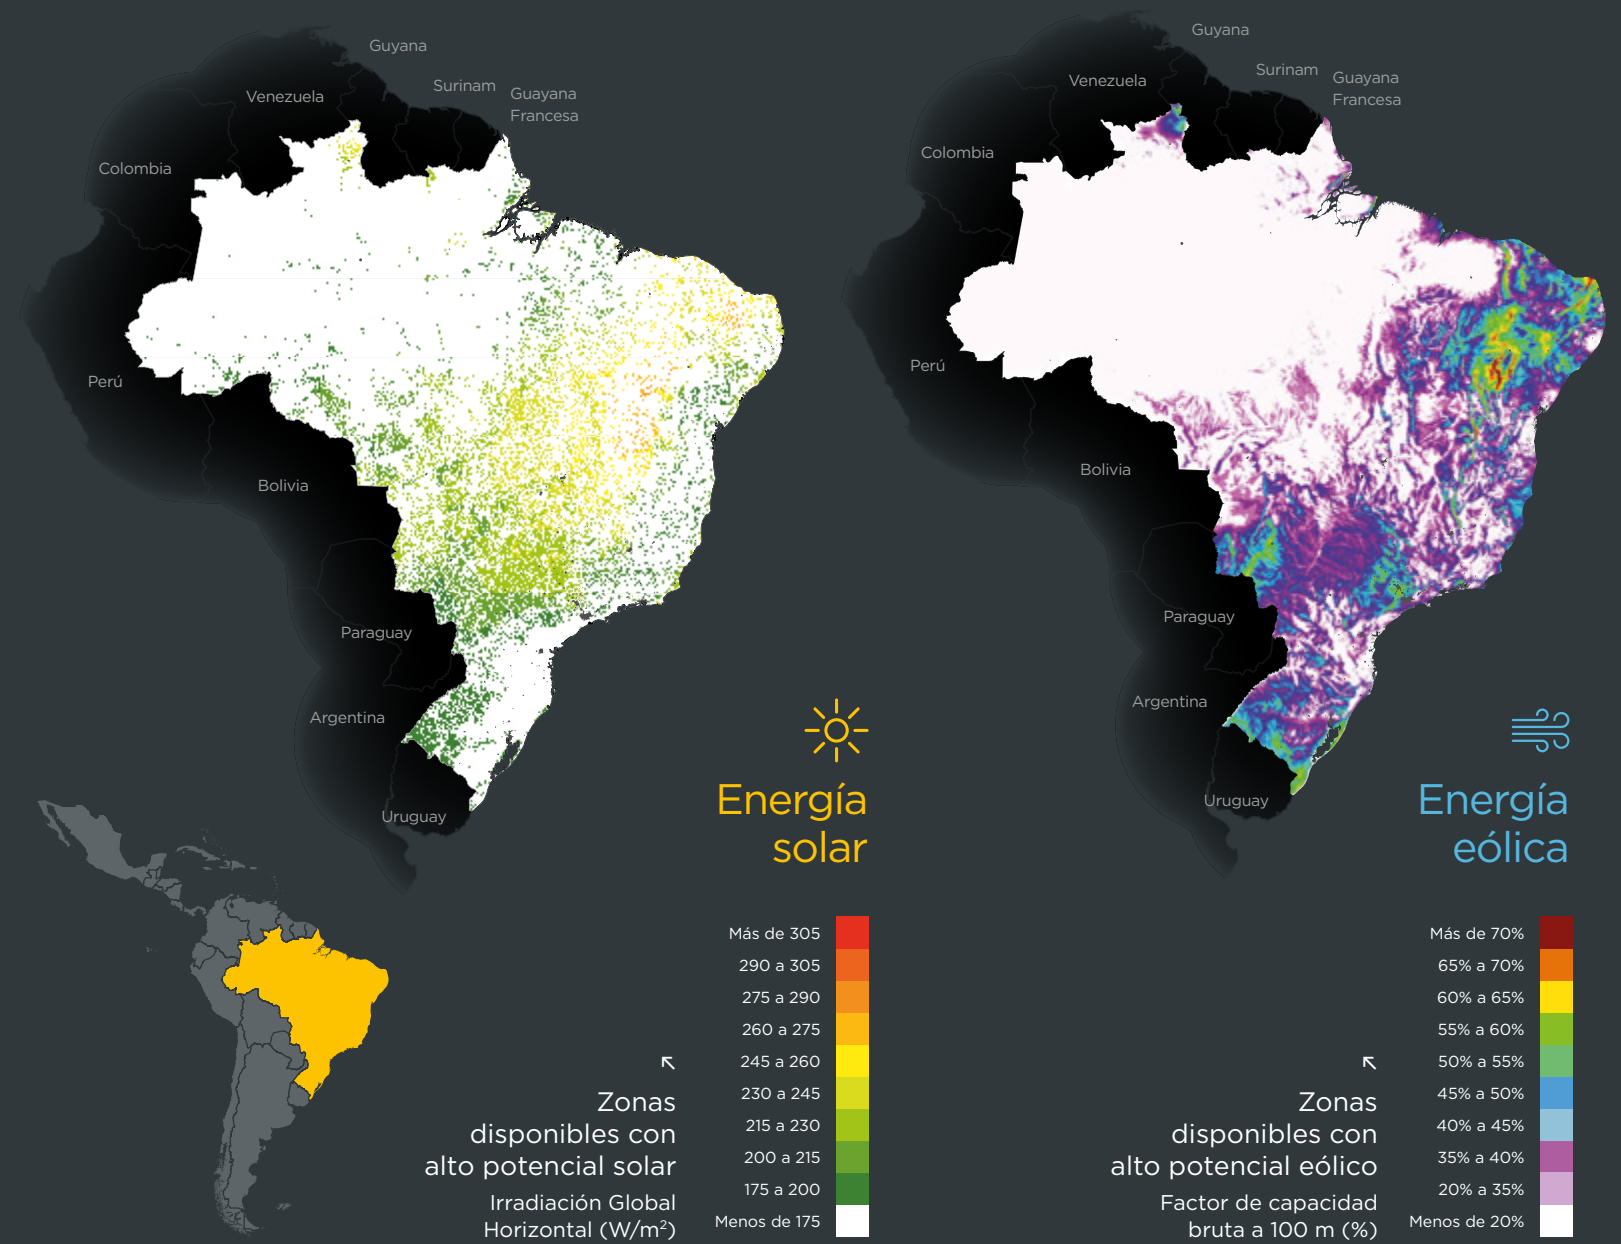 Guyana
Surinam
Guayana
Francesa
Venezuela
Colombia
Perú
Bolivia
Paraguay
Argentina
Uruguay
Energía
solar
Zonas
disponibles con
alto potencial solar
Irradiación Global
Horizontal (W/m²)
Más de 305
290 a 305
275 a 290
260 a 275
245 a 260
230 a 245
215 a 230
200 a 215
175 a 200
Menos de 175
Guyana
Surinam
Guayana
Francesa
Venezuela
Colombia
Perú
Bolivia
Paraguay
Argentina
Uruguay
Energía
eólica
Zonas
disponibles con
alto potencial eólico
Factor de capacidad
bruta a 100 m (%)
Más de 70%
65% a 70%
60% a 65%
55% a 60%
50% a 55%
45% a 50%
40% a 45%
35% a 40%
20% a 35%
Menos de 20%